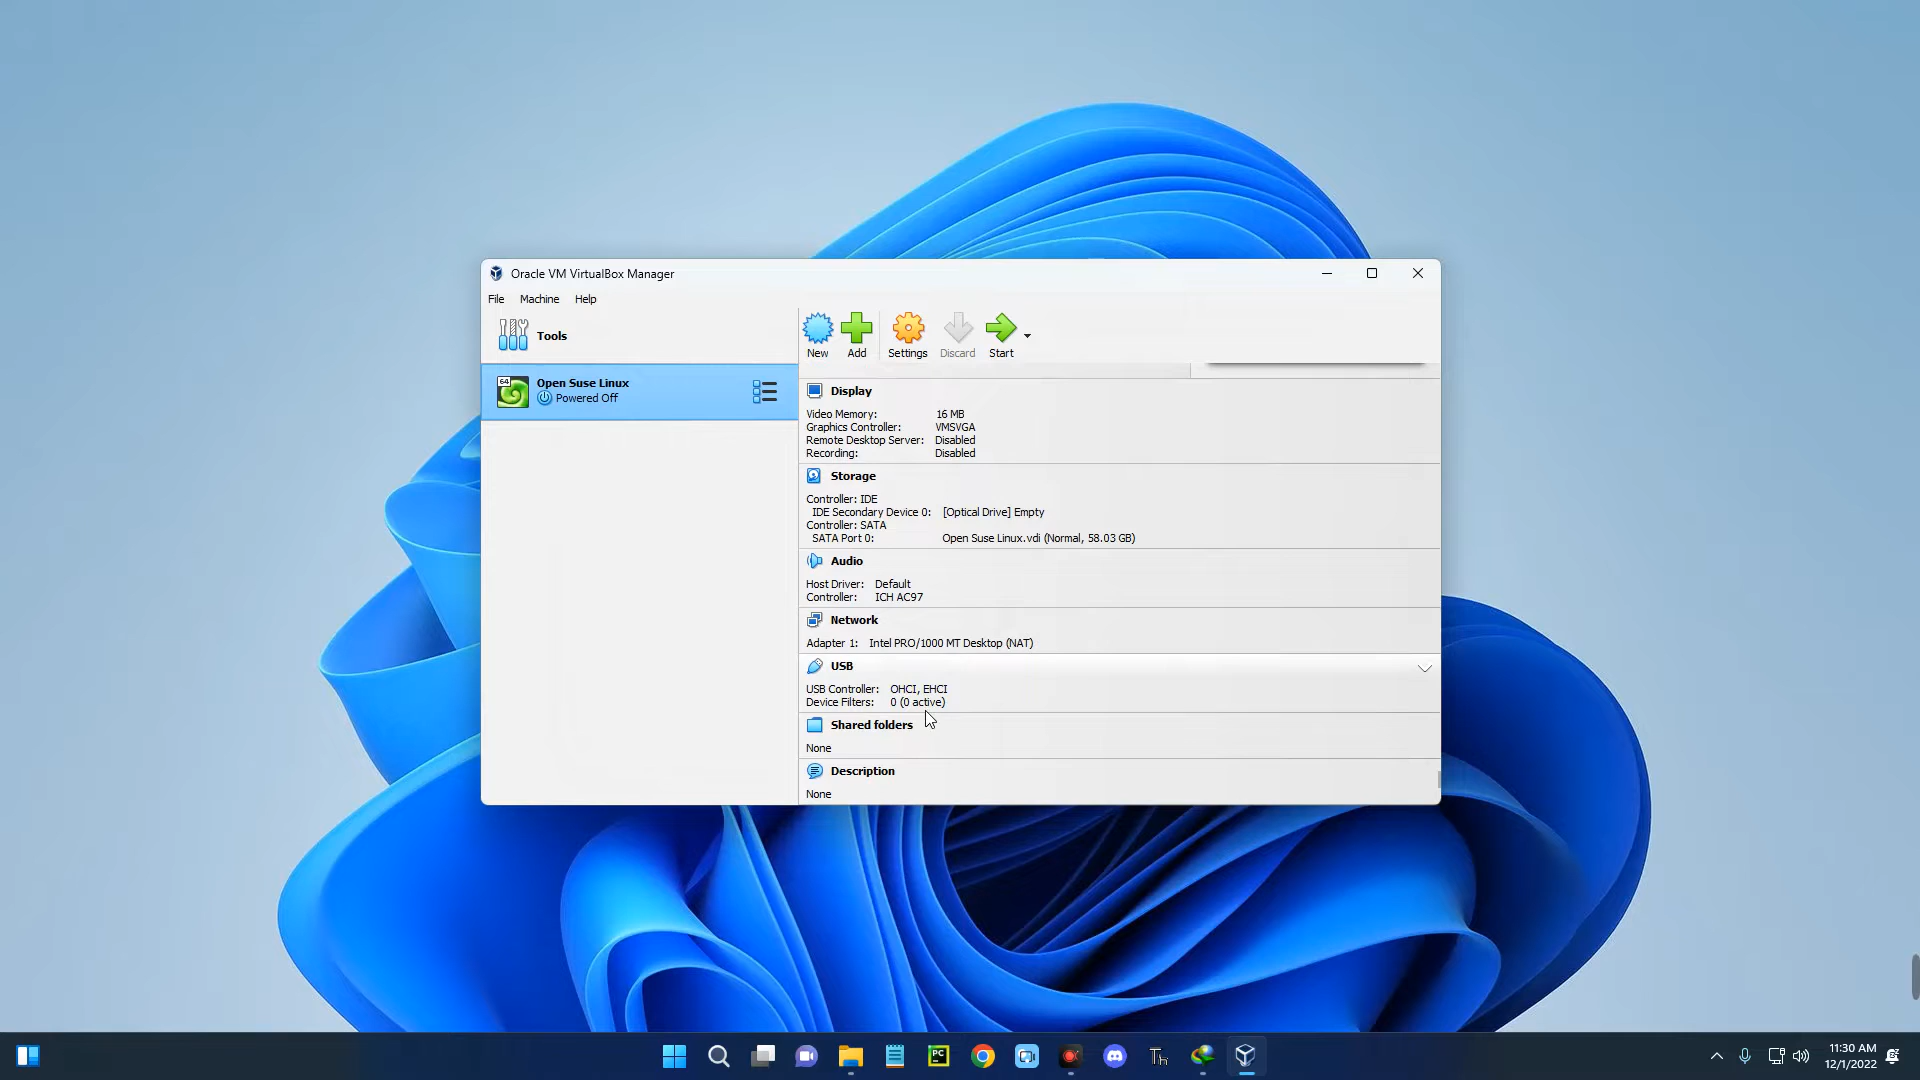 Oracle VM VirtualBox Manager
File Machine Help
Tools
New Add Settings Discard Start
64
Open Suse Linux
Powered Off
Display
Video Memory: 16 MB
Graphics Controller: VMSVGA
Remote Desktop Server: Disabled
Recording: Disabled
Storage
Controller: IDE
IDE Secondary Device 0: [Optical Drive] Empty
Controller: SATA
SATA Port 0: Open Suse Linux.vdi (Normal, 58.03 GB)
Audio
Host Driver: Default
Controller: ICH AC97
Network
Adapter 1: Intel PRO/1000 MT Desktop (NAT)
USB
USB Controller: OHCI, EHCI
Device Filters: 0 (0 active)
Shared folders
None
Description
None
PC
Th
11:30 AM
12/1/2022